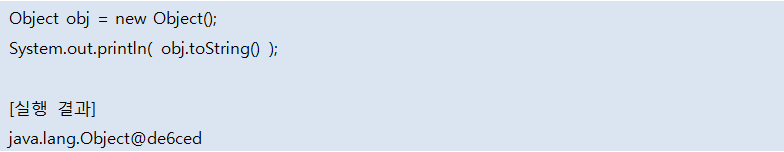 Object obj = new Object();
System.out.println( obj.toString() );
[실행 결과]
java.lang.Object@de6ced